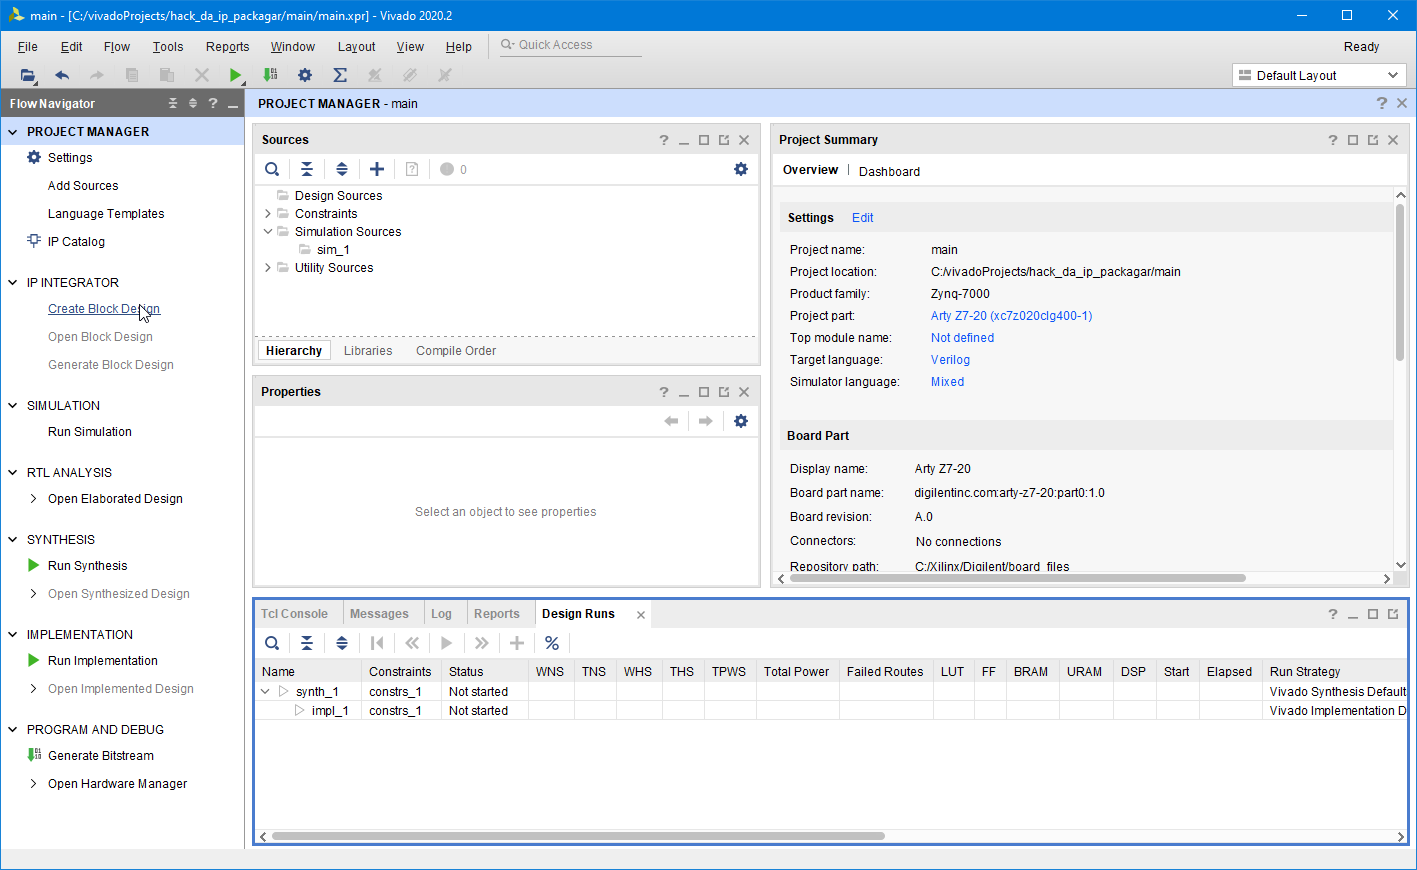 main - [C:/vivadoProjects/hack_da_ip_packagar/main/main.xpr] - Vivado 2020.2
File Edit Flow Tools Reports Window Layout View Help Quick Access Ready
Default Layout
Flow Navigator
PROJECT MANAGER
Settings
Add Sources
Language Templates
IP Catalog
IP INTEGRATOR
Create Block Design
Open Block Design
Generate Block Design
SIMULATION
Run Simulation
RTL ANALYSIS
Open Elaborated Design
SYNTHESIS
Run Synthesis
Open Synthesized Design
IMPLEMENTATION
Run Implementation
Open Implemented Design
PROGRAM AND DEBUG
Generate Bitstream
Open Hardware Manager
PROJECT MANAGER - main
Sources
0
Design Sources
Constraints
Simulation Sources
sim_1
Utility Sources
Hierarchy Libraries Compile Order
Properties
Select an object to see properties
Project Summary
Overview | Dashboard
Settings Edit
Project name: main
Project location: C:/vivadoProjects/hack_da_ip_packagar/main
Product family: Zynq-7000
Project part: Arty Z7-20 (xc7z020clg400-1)
Top module name: Not defined
Target language: Verilog
Simulator language: Mixed
Board Part
Display name: Arty Z7-20
Board part name: digilentinc.com:arty-z7-20:part0:1.0
Board revision: A.0
Connectors: No connections
Repository path: C:/Xilinx/Digilent/board_files
Tcl Console Messages Log Reports Design Runs
Name Constraints Status WNS TNS WHS THS TPWS Total Power Failed Routes LUT FF BRAM URAM DSP Start Elapsed Run Strategy
synth_1 constrs_1 Not started Vivado Synthesis Default
impl_1 constrs_1 Not started Vivado Implementation D